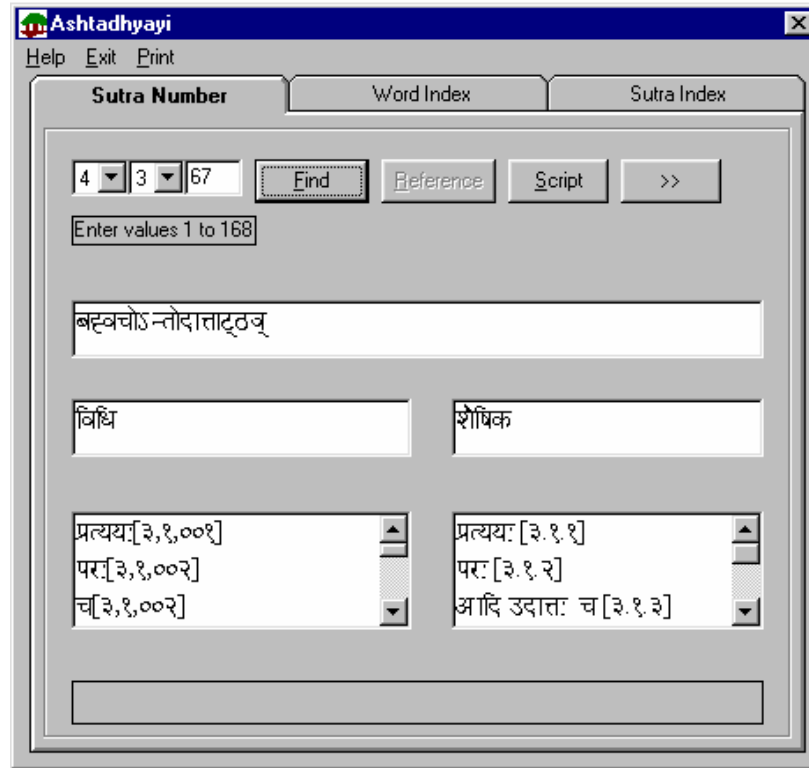 Ashtadhyayi
Help Exit Print
Sutra Number Word Index Sutra Index
4 3 67 Find Reference Script >>
Enter values 1 to 168
बह्वचोऽन्तोदात्ताट्ठञ्
विधि शैषिक
प्रत्ययः[३,१,००१] प्रत्ययः [३.१.१]
परः[३,१,००२] परः [३.१.२]
च[३,१,००२] आदि उदात्तः च [३.१.३]